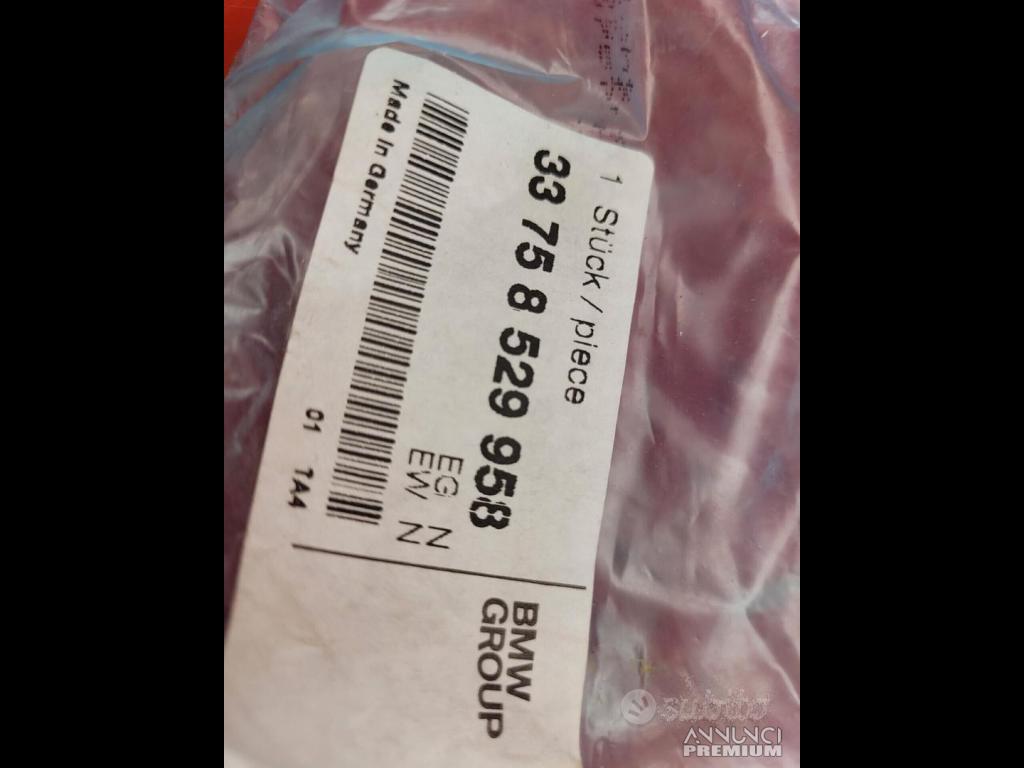 1 Stück / piece
33 75 8 529 958
EG N
EW N
Made in Germany
01 1A4
BMW
GROUP
subito
ANNUNCI
PREMIUM